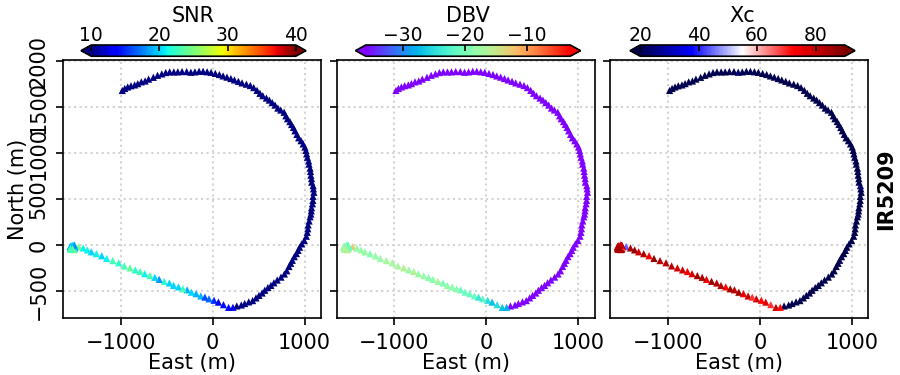 SNR DBV Xc
10 20 30 40 −30 −20 −10 20 40 60 80
North (m)
2000
1500
1000
500
0
−500
IR5209
−1000 0 1000 −1000 0 1000 −1000 0 1000
East (m) East (m) East (m)